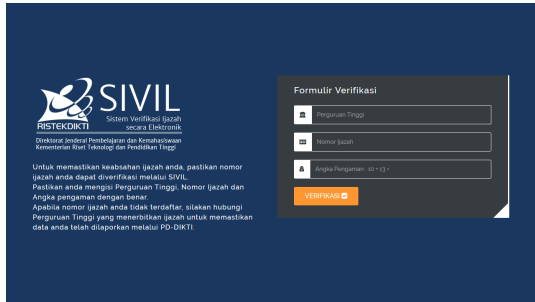 SIVIL
Sistem Verifikasi Ijazah
secara Elektronik
RISTEKDIKTI
Direktorat Jenderal Pembelajaran dan Kemahasiswaan
Kementerian Riset Teknologi dan Pendidikan Tinggi
Untuk memastikan keabsahan ijazah anda, pastikan nomor
ijazah anda dapat diverifikasi melalui SIVIL.
Pastikan anda mengisi Perguruan Tinggi, Nomor Ijazah dan
Angka pengaman dengan benar.
Apabila nomor ijazah anda tidak terdaftar, silakan hubungi
Perguruan Tinggi yang menerbitkan ijazah untuk memastikan
data anda telah dilaporkan melalui PD-DIKTI.
Formulir Verifikasi
Perguruan Tinggi
Nomor Ijazah
Angka Pengaman : 10 + 13 =
VERIFIKASI